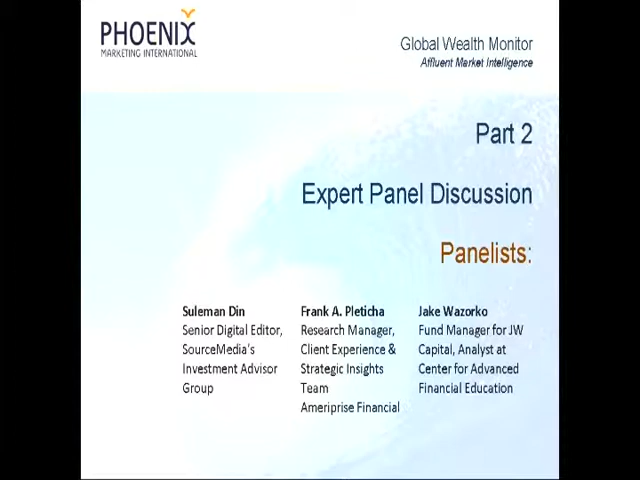 PHOENIX
MARKETING INTERNATIONAL
Global Wealth Monitor
Affluent Market Intelligence
Part 2
Expert Panel Discussion
Panelists:
Suleman Din
Senior Digital Editor,
SourceMedia's
Investment Advisor
Group
Frank A. Pleticha
Research Manager,
Client Experience &
Strategic Insights
Team
Ameriprise Financial
Jake Wazorko
Fund Manager for JW
Capital, Analyst at
Center for Advanced
Financial Education